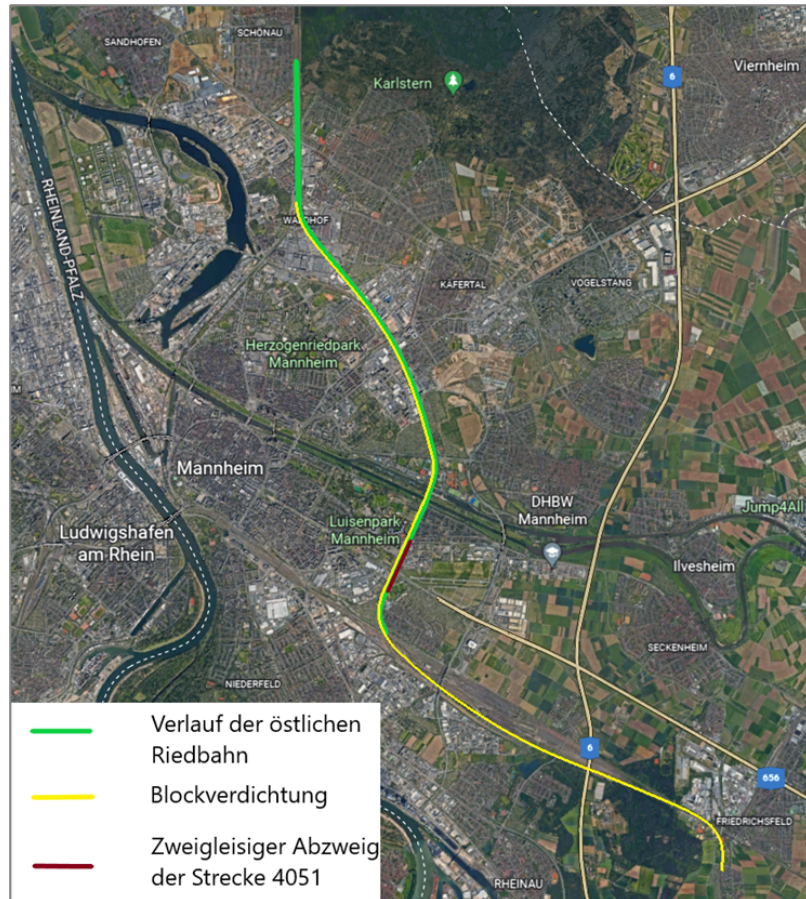 SANDHOFEN
SCHÖNAU
Karlstern
6
Viernheim
RHEINLAND-PFALZ
WALDHOF
KÄFERTAL
VOGELSTANG
Herzogenriedpark
Mannheim
Mannheim
DHBW
Mannheim
Jump4All
Luisenpark
Mannheim
Ludwigshafen
am Rhein
Ilvesheim
SECKENHEIM
NIEDERFELD
6
656
FRIEDRICHSFELD
RHEINAU
Verlauf der östlichen
Riedbahn
Blockverdichtung
Zweigleisiger Abzweig
der Strecke 4051